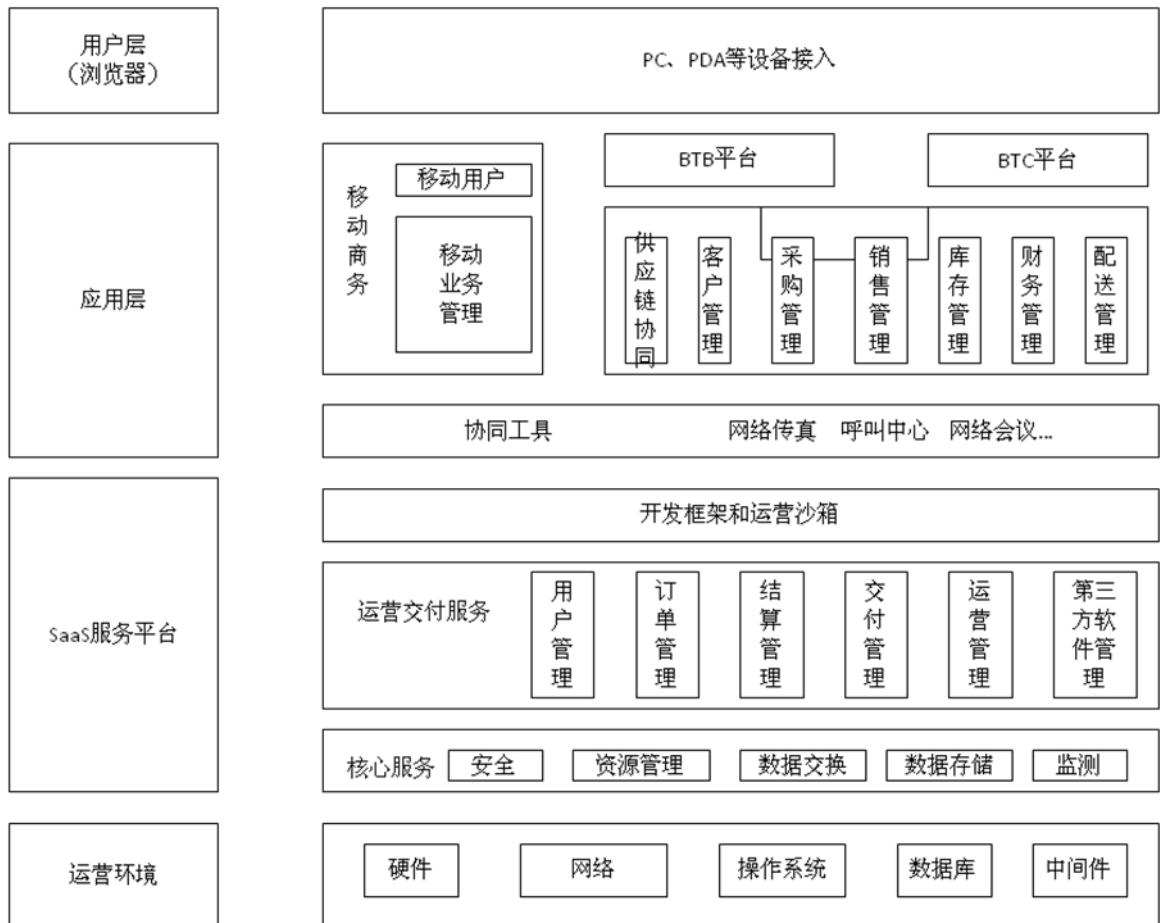 用户层
（浏览器）
PC、PDA等设备接入
应用层
移动商务
移动用户
移动
业务
管理
BTB平台
BTC平台
供应链协同
客户管理
采购管理
销售管理
库存管理
财务管理
配送管理
协同工具
网络传真 呼叫中心 网络会议...
SaaS服务平台
开发框架和运营沙箱
运营交付服务
用户管理
订单管理
结算管理
交付管理
运营管理
第三
方软
件管
理
核心服务
安全
资源管理
数据交换
数据存储
监测
运营环境
硬件
网络
操作系统
数据库
中间件